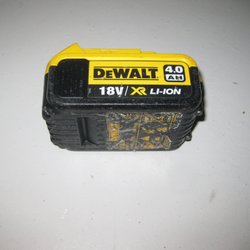 DEWALT 4.0 AH
18V/XR LI-ION